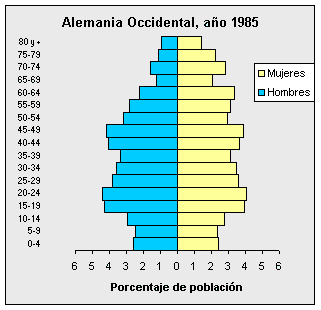 Alemania Occidental, año 1985
80 y +
75-79
70-74
65-69
60-64
55-59
50-54
45-49
40-44
35-39
30-34
25-29
20-24
15-19
10-14
5-9
0-4
Mujeres
Hombres
6 5 4 3 2 1 0 1 2 3 4 5 6
Porcentaje de población